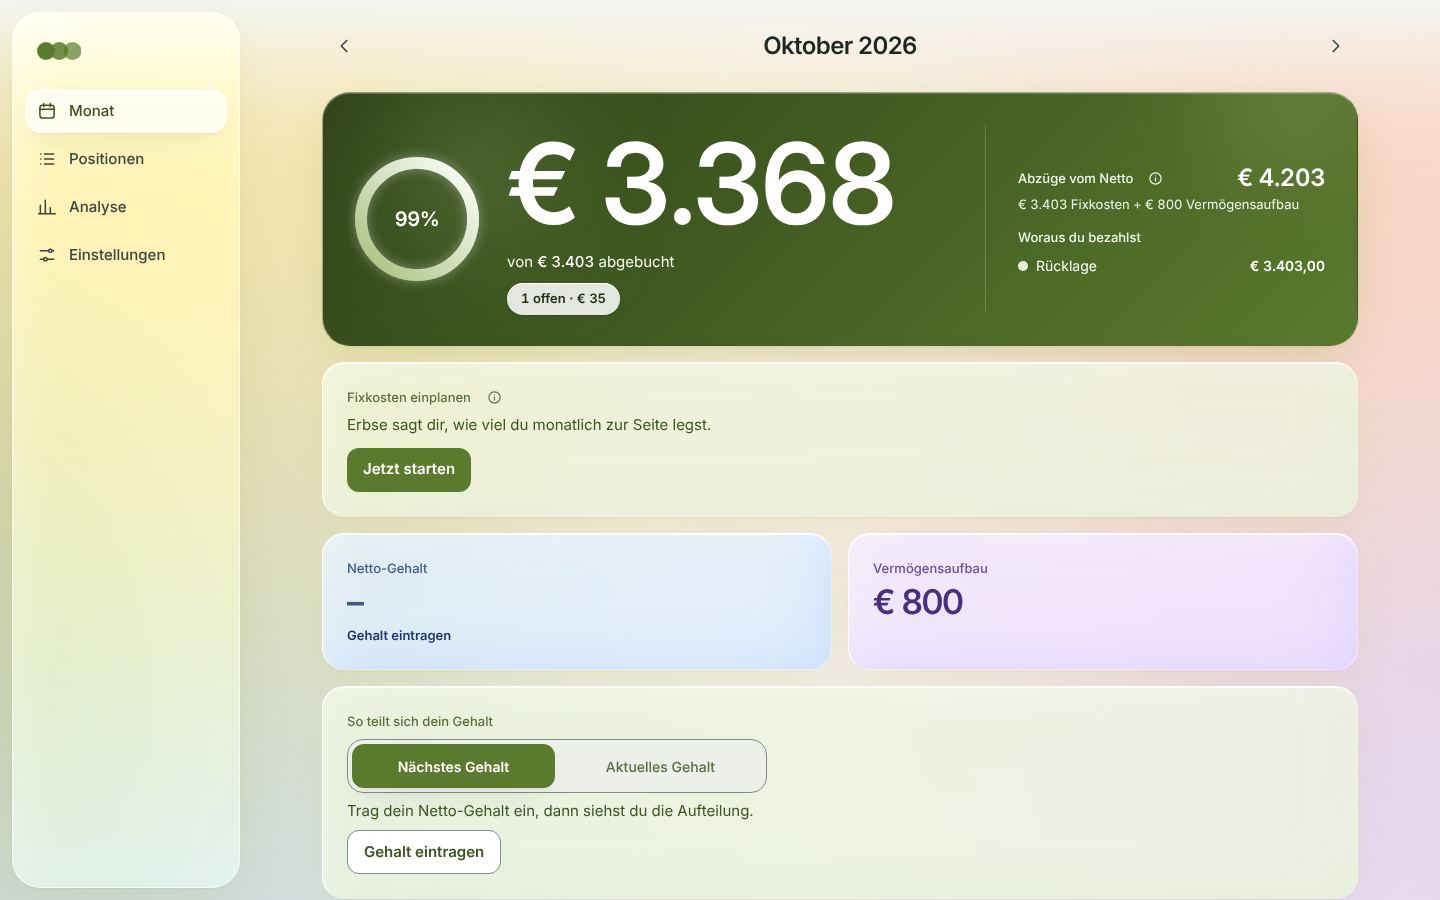 Oktober 2026
Monat
Positionen
Analyse
Einstellungen
99%
€ 3.368
von € 3.403 abgebucht
1 offen · € 35
Abzüge vom Netto
€ 4.203
€ 3.403 Fixkosten + € 800 Vermögensaufbau
Woraus du bezahlst
Rücklage
€ 3.403,00
Fixkosten einplanen
Erbse sagt dir, wie viel du monatlich zur Seite legst.
Jetzt starten
Netto-Gehalt
–
Gehalt eintragen
Vermögensaufbau
€ 800
So teilt sich dein Gehalt
Nächstes Gehalt
Aktuelles Gehalt
Trag dein Netto-Gehalt ein, dann siehst du die Aufteilung.
Gehalt eintragen